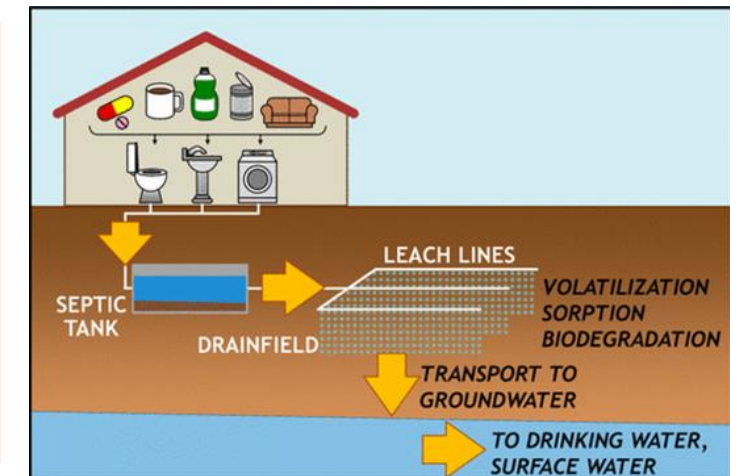 LEACH LINES
SEPTIC
TANK
DRAINFIELD
VOLATILIZATION
SORPTION
BIODEGRADATION
TRANSPORT TO
GROUNDWATER
TO DRINKING WATER,
SURFACE WATER